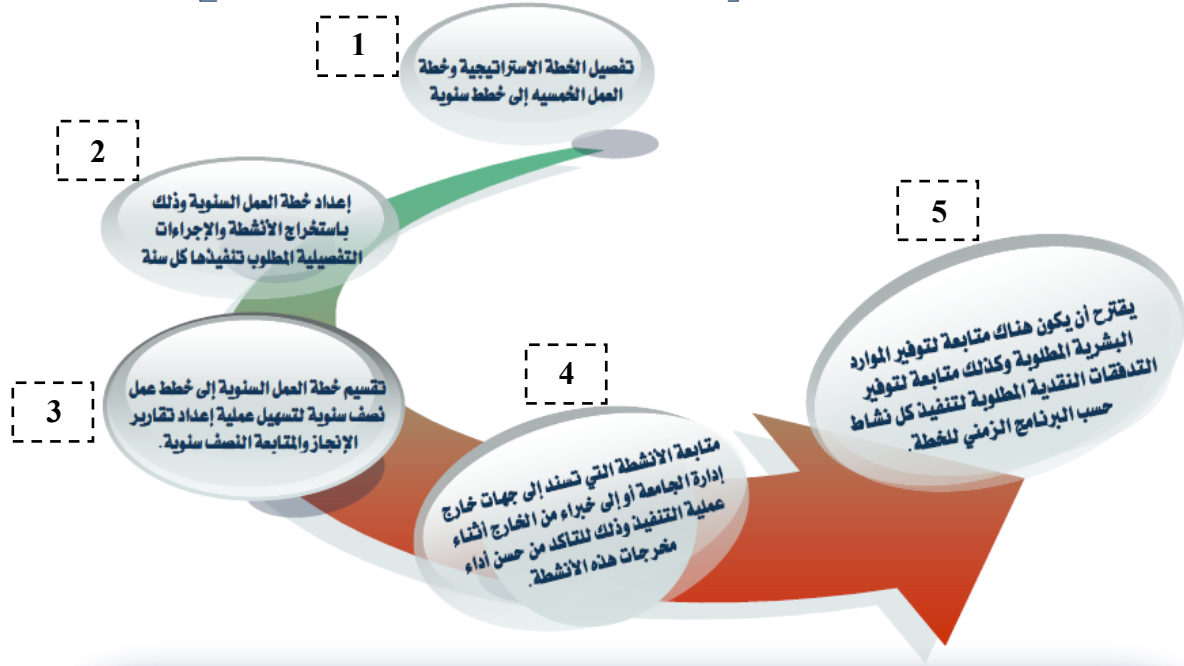 1
تفصيل الخطة الاستراتيجية وخطة
العمل الخمسيه إلى خطط سنوية
2
إعداد خطة العمل السنوية وذلك
باستخراج الأنشطة والإجراءات
التفصيلية المطلوب تنفيذها كل سنة
3
تقسيم خطة العمل السنوية إلى خطط عمل
نصف سنوية لتسهيل عملية إعداد تقارير
الإنجاز والمتابعة النصف سنوية.
4
متابعة الأنشطة التي تسند إلى جهات خارج
إدارة الجامعة أو إلى خبراء من الخارج أثناء
عملية التنفيذ وذلك للتأكد من حسن أداء
مخرجات هذه الأنشطة.
5
يقترح أن يكون هناك متابعة لتوفير الموارد
البشرية المطلوبة وكذلك متابعة لتوفير
التدفقات النقدية المطلوبة لتنفيذ كل نشاط
حسب البرنامج الزمني للخطة.